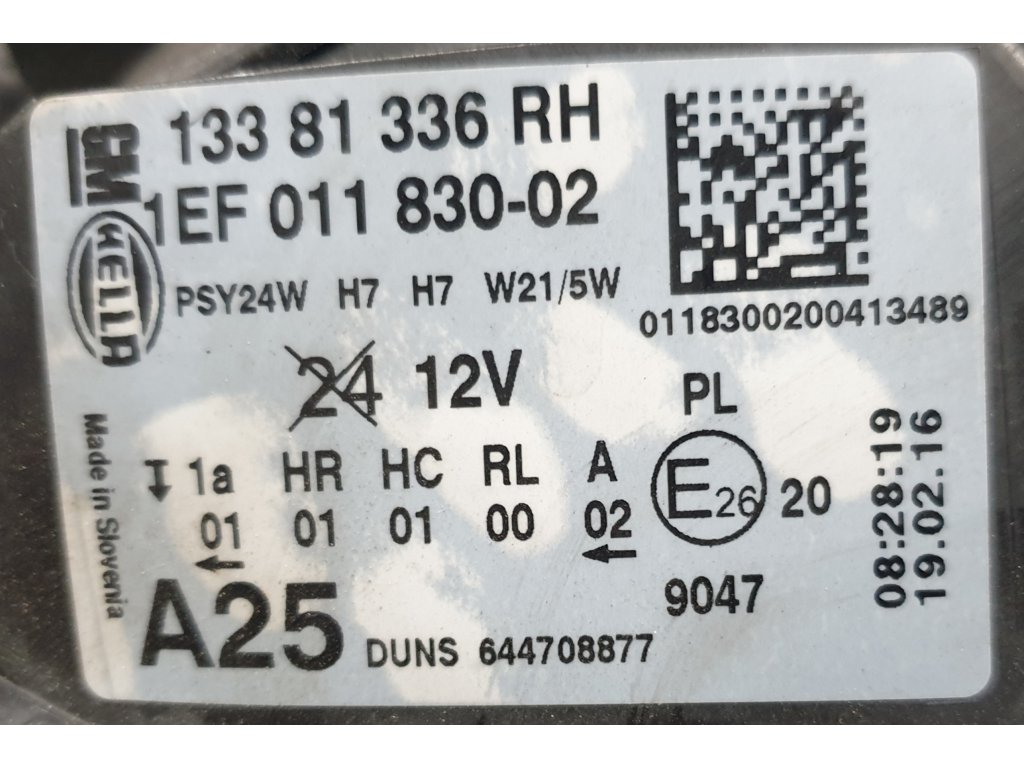 GM
133 81 336 RH
1EF 011 830-02
HELLA
PSY24W H7 H7 W21/5W
0118300200413489
24 12V
PL
1a HR HC RL A
01 01 01 00 02
E26 20
9047
A25
DUNS 644708877
Made in Slovenia
08:28:19
19.02.16